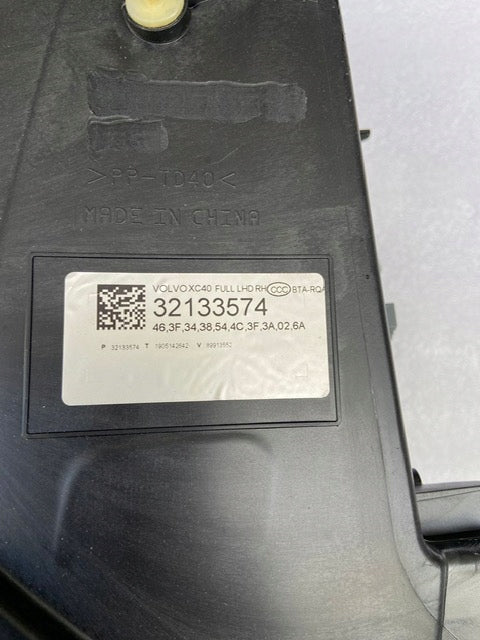 >PP-TD40<
MADE IN CHINA
VOLVO XC40 FULL LHD RH CCC BTA-RQA
32133574
46,3F,34,38,54,4C,3F,3A,02,6A
P 32133574 T 1905142642 V 89913552